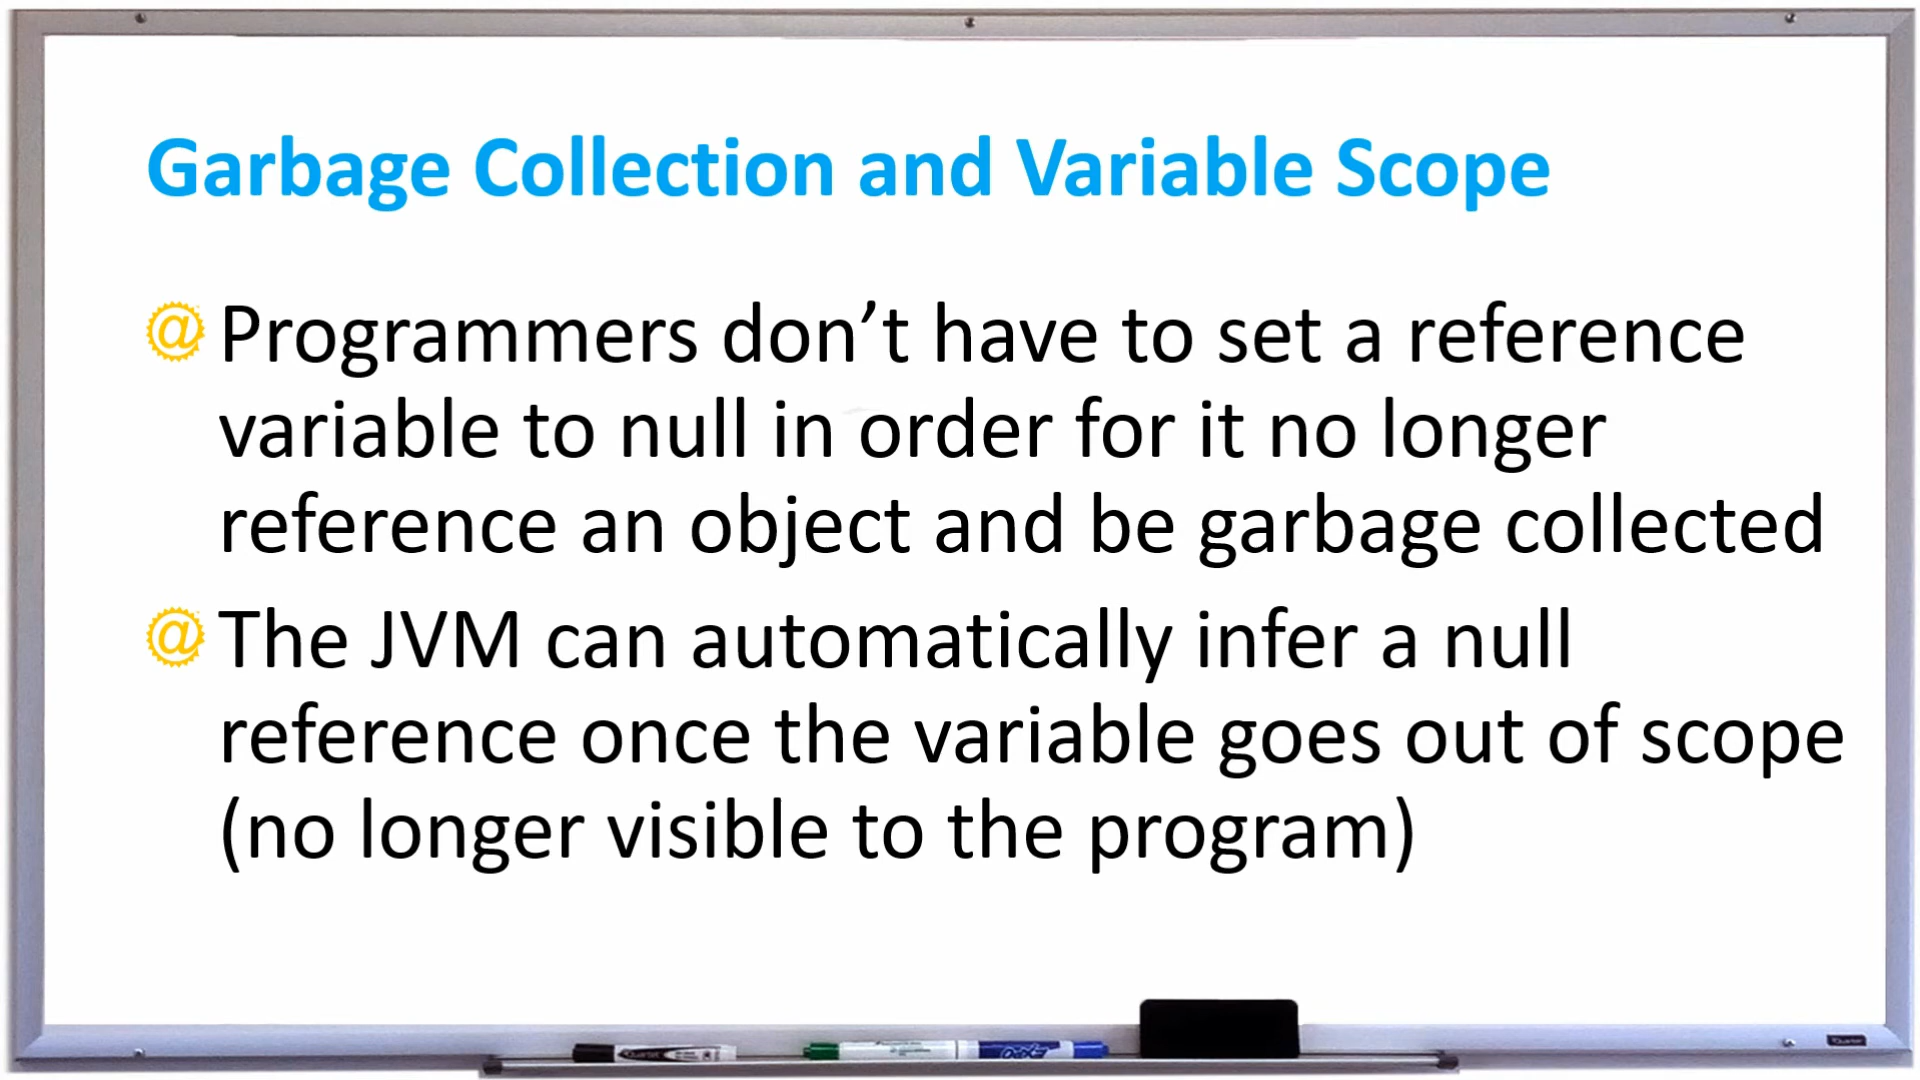 Garbage Collection and Variable Scope
@ Programmers don’t have to set a reference
variable to null in order for it no longer
reference an object and be garbage collected
@ The JVM can automatically infer a null
reference once the variable goes out of scope
(no longer visible to the program)
Quartet